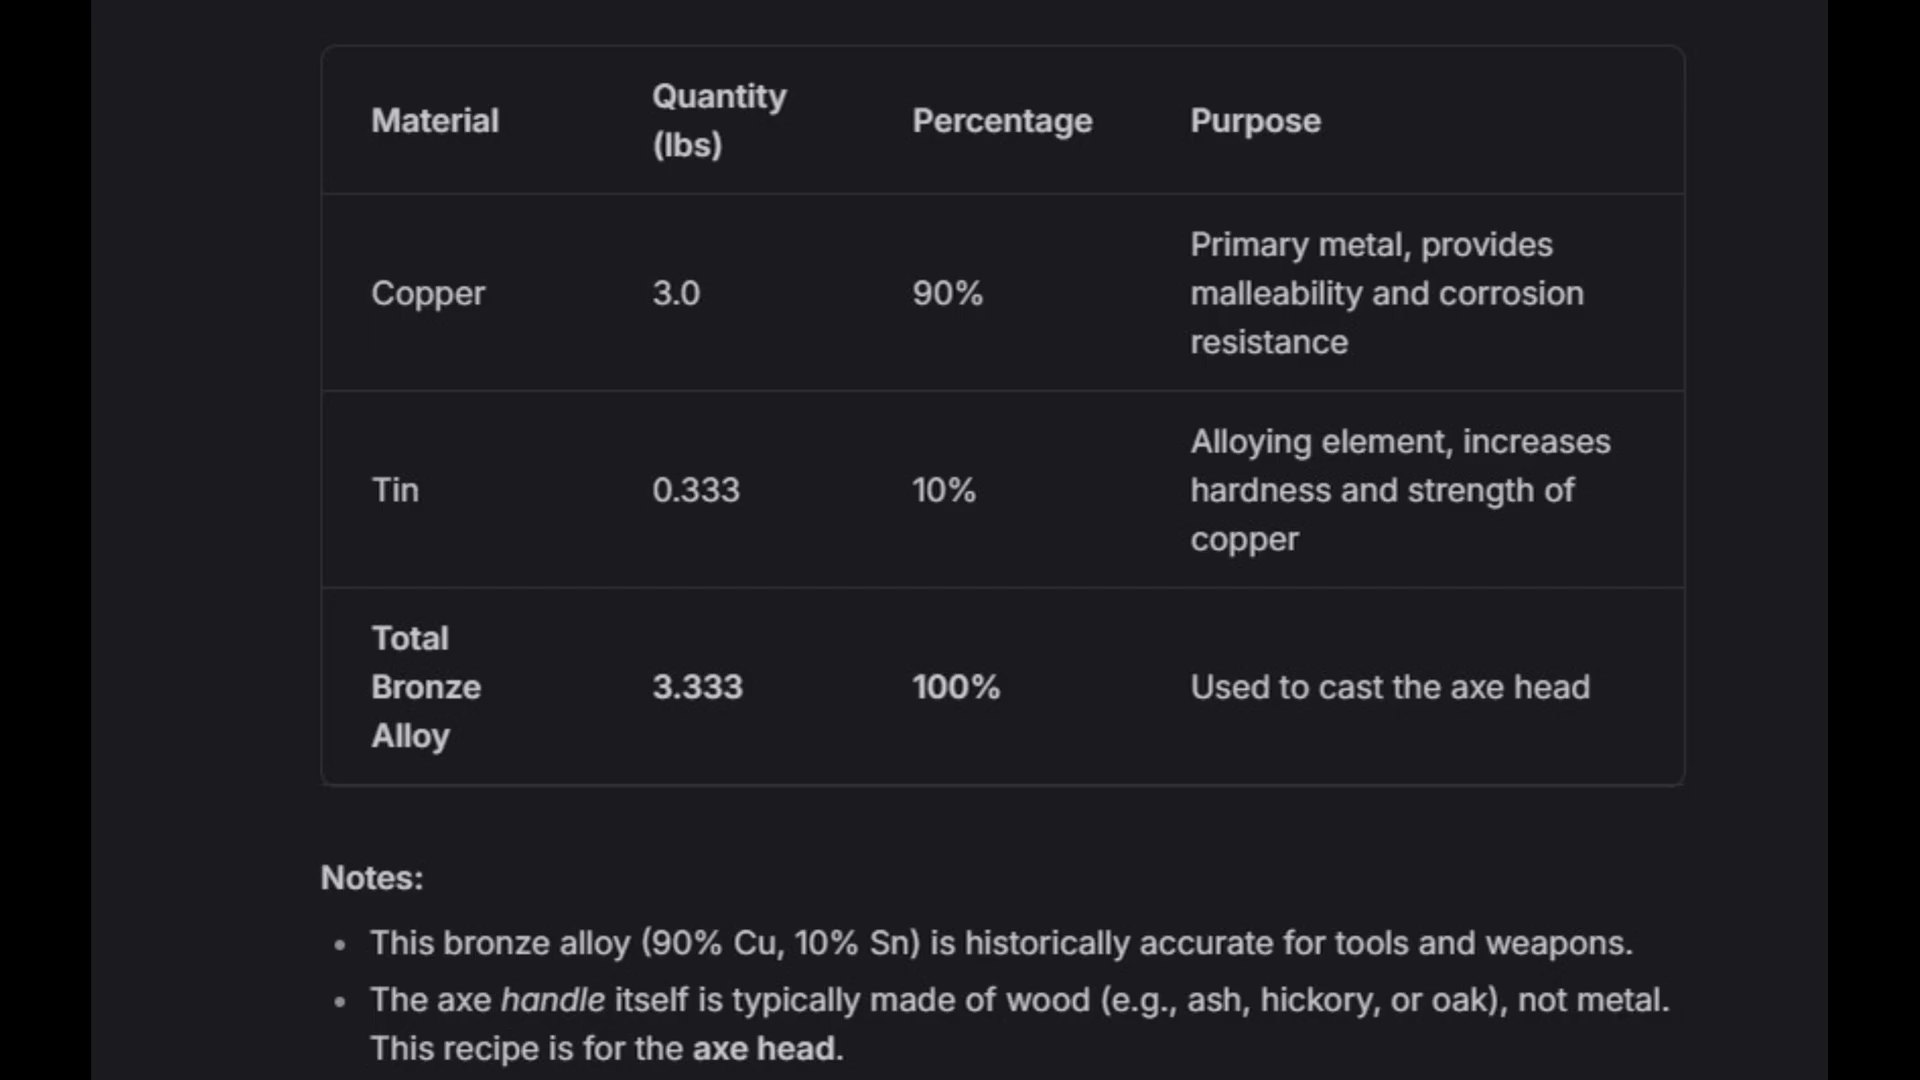 Material
Quantity
(lbs)
Percentage
Purpose
Copper
3.0
90%
Primary metal, provides
malleability and corrosion
resistance
Tin
0.333
10%
Alloying element, increases
hardness and strength of
copper
Total
Bronze
Alloy
3.333
100%
Used to cast the axe head
Notes:
• This bronze alloy (90% Cu, 10% Sn) is historically accurate for tools and weapons.
• The axe handle itself is typically made of wood (e.g., ash, hickory, or oak), not metal.
This recipe is for the axe head.